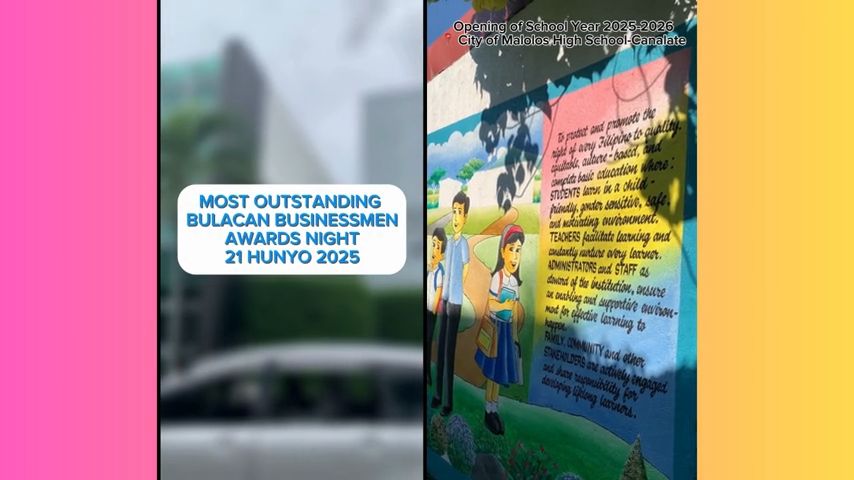 MOST OUTSTANDING
BULACAN BUSINESSMEN
AWARDS NIGHT
21 HUNYO 2025
Opening of School Year 2025-2026
City of Malolos High School-Canalate
To protect and promote the
right of every Filipino to quality,
equitable, culture-based, and
complete basic education where:
STUDENTS learn in a child-
friendly, gender sensitive, safe,
and motivating environment.
TEACHERS facilitate learning and
constantly nurture every learner.
ADMINISTRATORS and STAFF as
steward of the institution, ensure
an enabling and supportive environ-
ment for effective learning to
happen.
FAMILY, COMMUNITY and other
STAKEHOLDERS are actively engaged
and share responsibility for
developing lifelong learners.